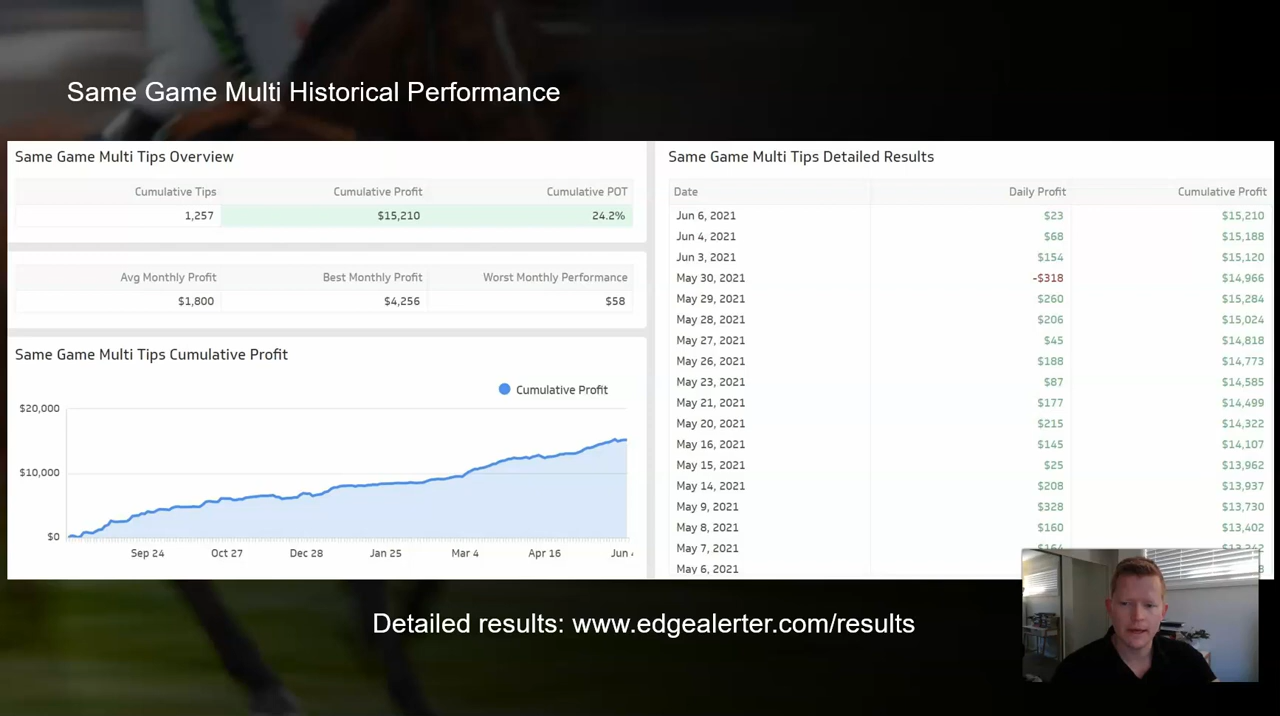 Same Game Multi Historical Performance
Same Game Multi Tips Overview
Cumulative Tips Cumulative Profit Cumulative POT
1,257 $15,210 24.2%
Avg Monthly Profit Best Monthly Profit Worst Monthly Performance
$1,800 $4,256 $58
Same Game Multi Tips Cumulative Profit
Cumulative Profit
$20,000
$10,000
$0
Sep 24 Oct 27 Dec 28 Jan 25 Mar 4 Apr 16 Jun
Same Game Multi Tips Detailed Results
Date Daily Profit Cumulative Profit
Jun 6, 2021 $23 $15,210
Jun 4, 2021 $68 $15,188
Jun 3, 2021 $154 $15,120
May 30, 2021 -$318 $14,966
May 29, 2021 $260 $15,284
May 28, 2021 $206 $15,024
May 27, 2021 $45 $14,818
May 26, 2021 $188 $14,773
May 23, 2021 $87 $14,585
May 21, 2021 $177 $14,499
May 20, 2021 $215 $14,322
May 16, 2021 $145 $14,107
May 15, 2021 $25 $13,962
May 14, 2021 $208 $13,937
May 9, 2021 $328 $13,730
May 8, 2021 $160 $13,402
May 7, 2021 $164 $13,242
May 6, 2021
Detailed results: www.edgealerter.com/results